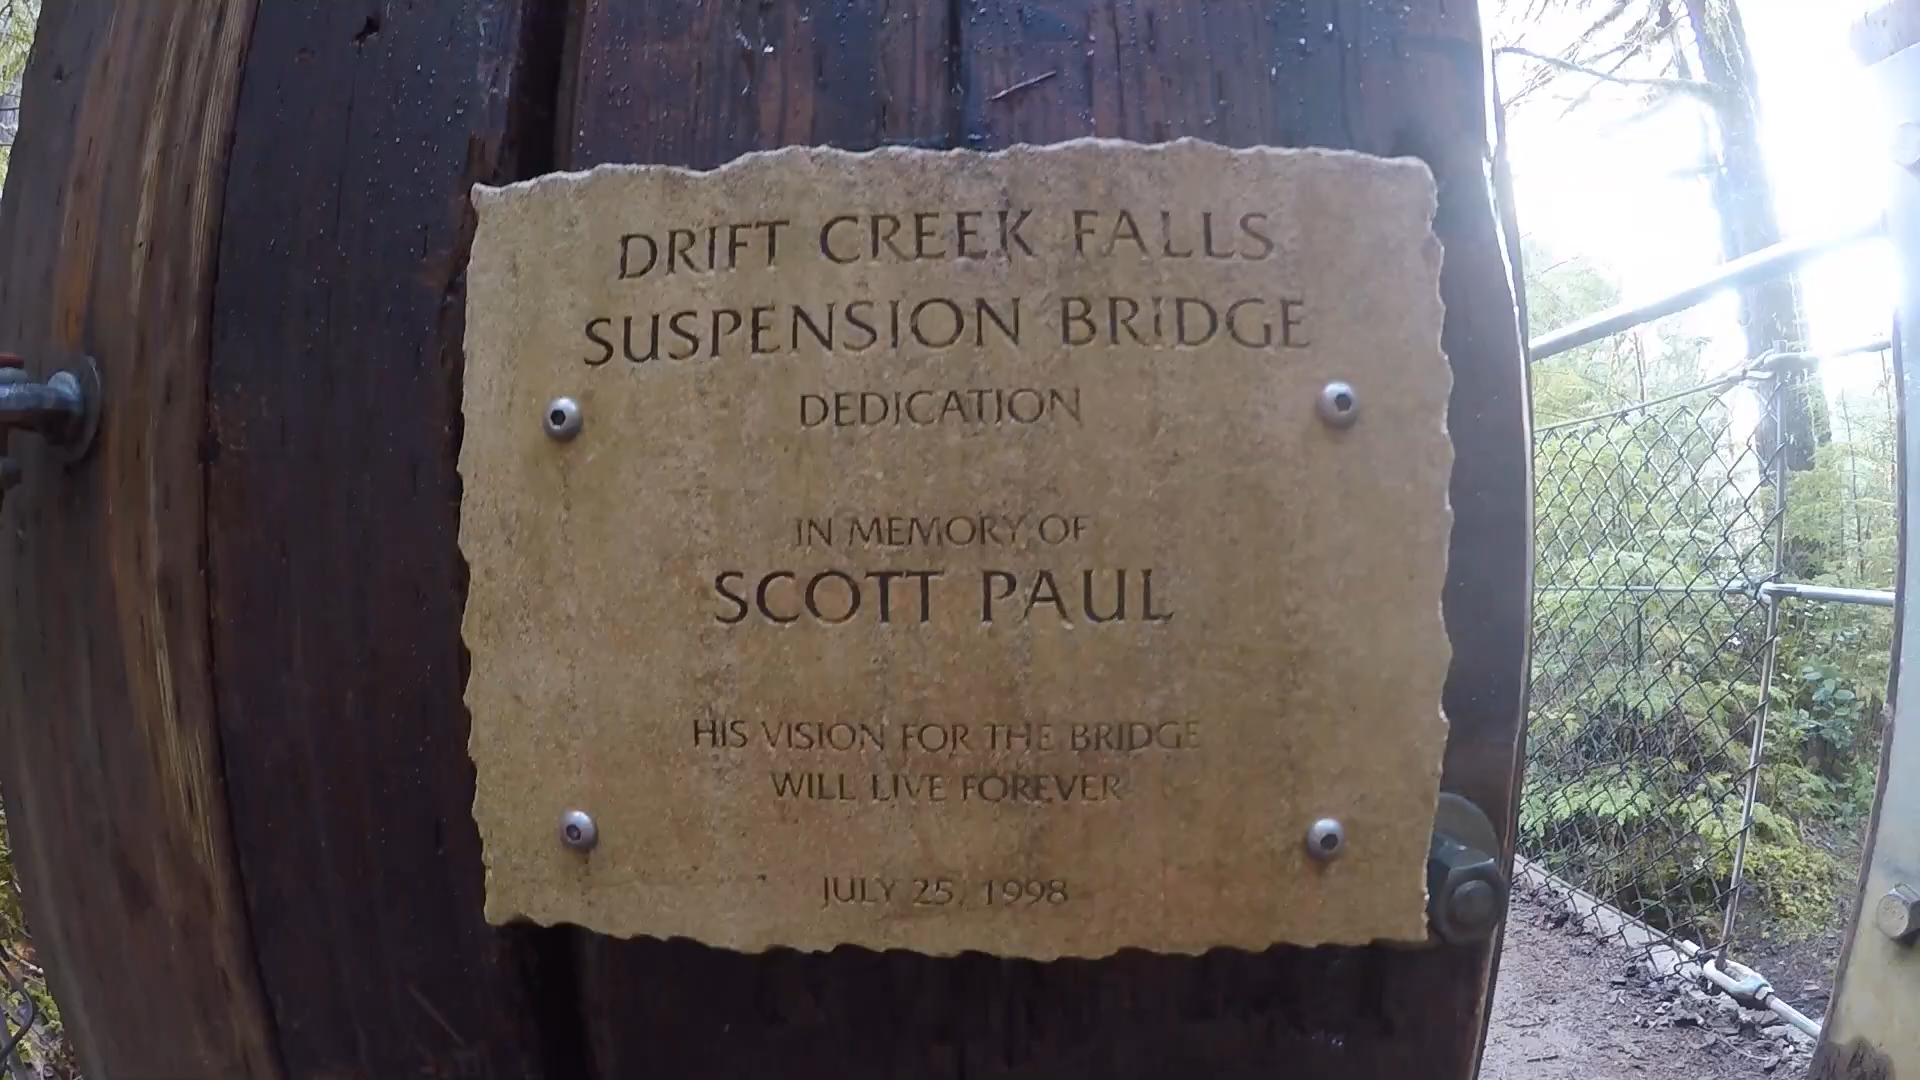 DRIFT CREEK FALLS
SUSPENSION BRIDGE
DEDICATION
IN MEMORY OF
SCOTT PAUL
HIS VISION FOR THE BRIDGE
WILL LIVE FOREVER
JULY 25, 1998